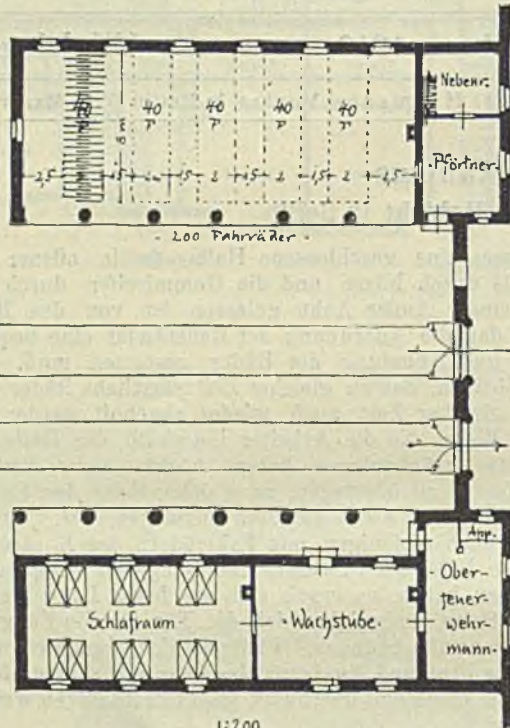 Nebenr.
40 P
40 P
40 P
40 P
40 P
Pförtner.
2,5 2 1,5 2 1,5 2 1,5 2 1,5 2 2,5
200 Fahrräder.
App.
Ober-
feuer-
wehr-
mann.
Schlafraum
Wachstube.
1:200